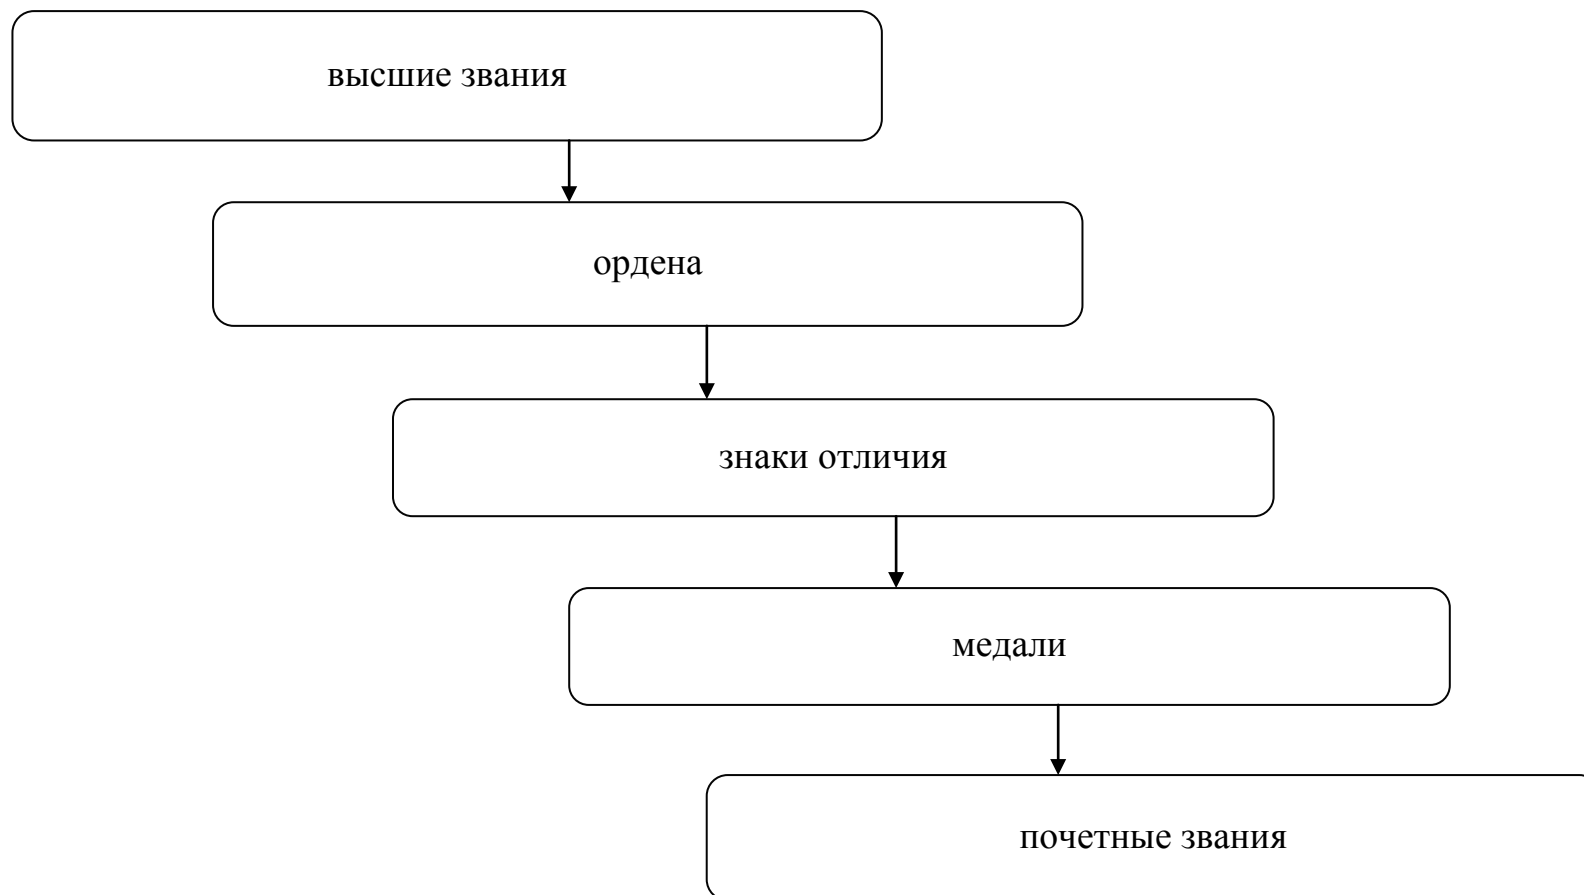 высшие звания
ордена
знаки отличия
медали
почетные звания